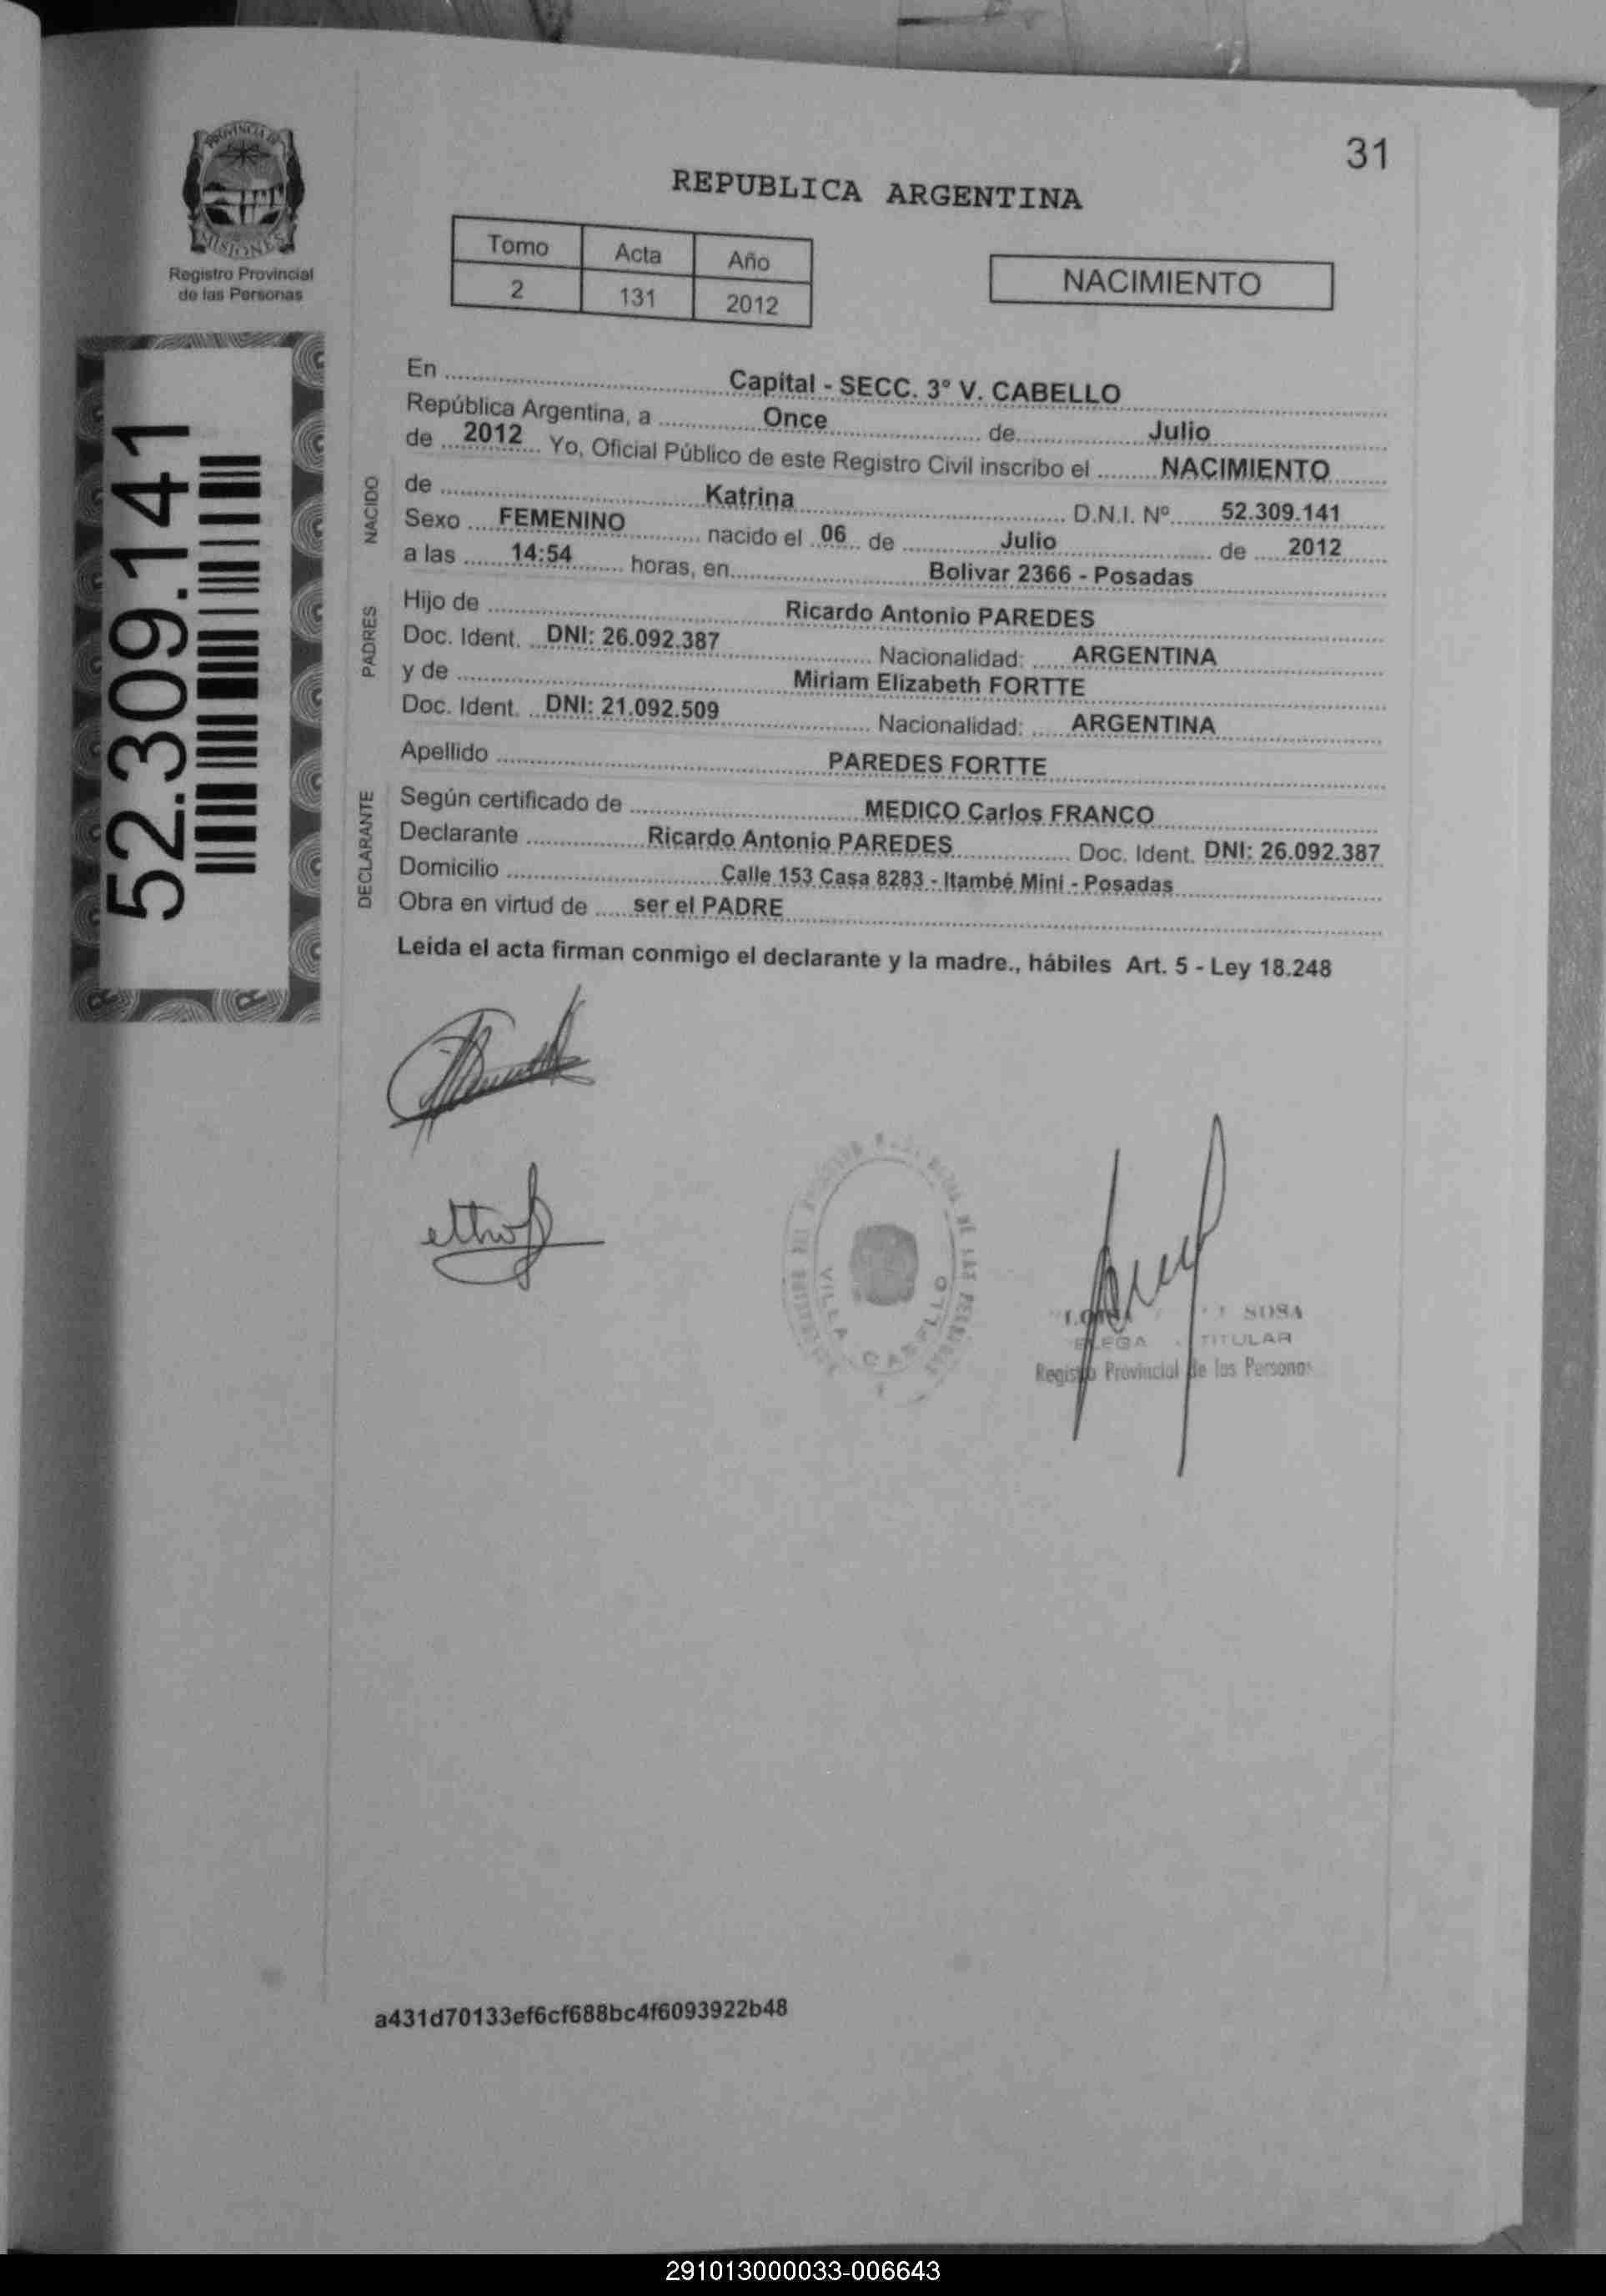 PROVINCIA DE
MISIONES
Registro Provincial
de las Personas
31
REPUBLICA ARGENTINA
Tomo Acta Año
2 131 2012
NACIMIENTO
52.309.141
En Capital - SECC. 3° V. CABELLO
República Argentina, a Once de Julio
de 2012 Yo, Oficial Público de este Registro Civil inscribo el NACIMIENTO
NACIDO
de Katrina D.N.I. Nº 52.309.141
Sexo FEMENINO nacido el 06 de Julio de 2012
a las 14:54 horas, en Bolivar 2366 - Posadas
PADRES
Hijo de Ricardo Antonio PAREDES
Doc. Ident. DNI: 26.092.387 Nacionalidad: ARGENTINA
y de Miriam Elizabeth FORTTE
Doc. Ident. DNI: 21.092.509 Nacionalidad: ARGENTINA
Apellido PAREDES FORTTE
DECLARANTE
Según certificado de MEDICO Carlos FRANCO
Declarante Ricardo Antonio PAREDES Doc. Ident. DNI: 26.092.387
Domicilio Calle 153 Casa 8283 - Itambé Mini - Posadas
Obra en virtud de ser el PADRE
Leída el acta firman conmigo el declarante y la madre., hábiles Art. 5 - Ley 18.248
VILLA CABELLO
SOSA
TITULAR
Registro Provincial de las Personas
a431d70133ef6cf688bc4f6093922b48
291013000033-006643